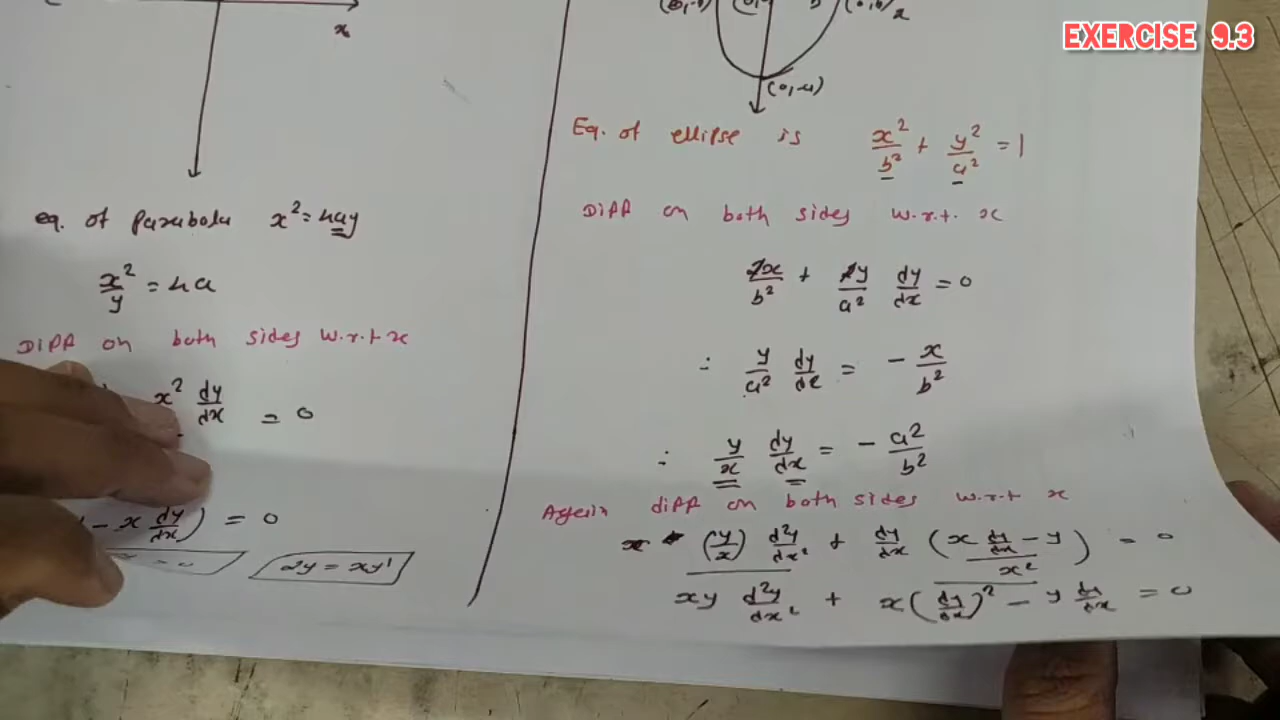 EXERCISE 9.3
x
(0,-a)
x
eq. of Parabola x² = 4ay
x²/y = 4a
Diff on both sides w.r.t x
x² dy/dx = 0
- x dy/dx) = 0
= 0 2y = xy'
Eq. of ellipse is x²/b² + y²/a² = 1
Diff on both sides w.r.t. x
2x/b² + 2y/a² dy/dx = 0
∴ y/a² dy/dx = - x/b²
∴ y/x dy/dx = - a²/b²
Again diff on both sides w.r.t x
(y/x) d²y/dx² + dy/dx (x dy/dx - y / x²) = 0
xy d²y/dx² + x(dy/dx)² - y dy/dx = 0